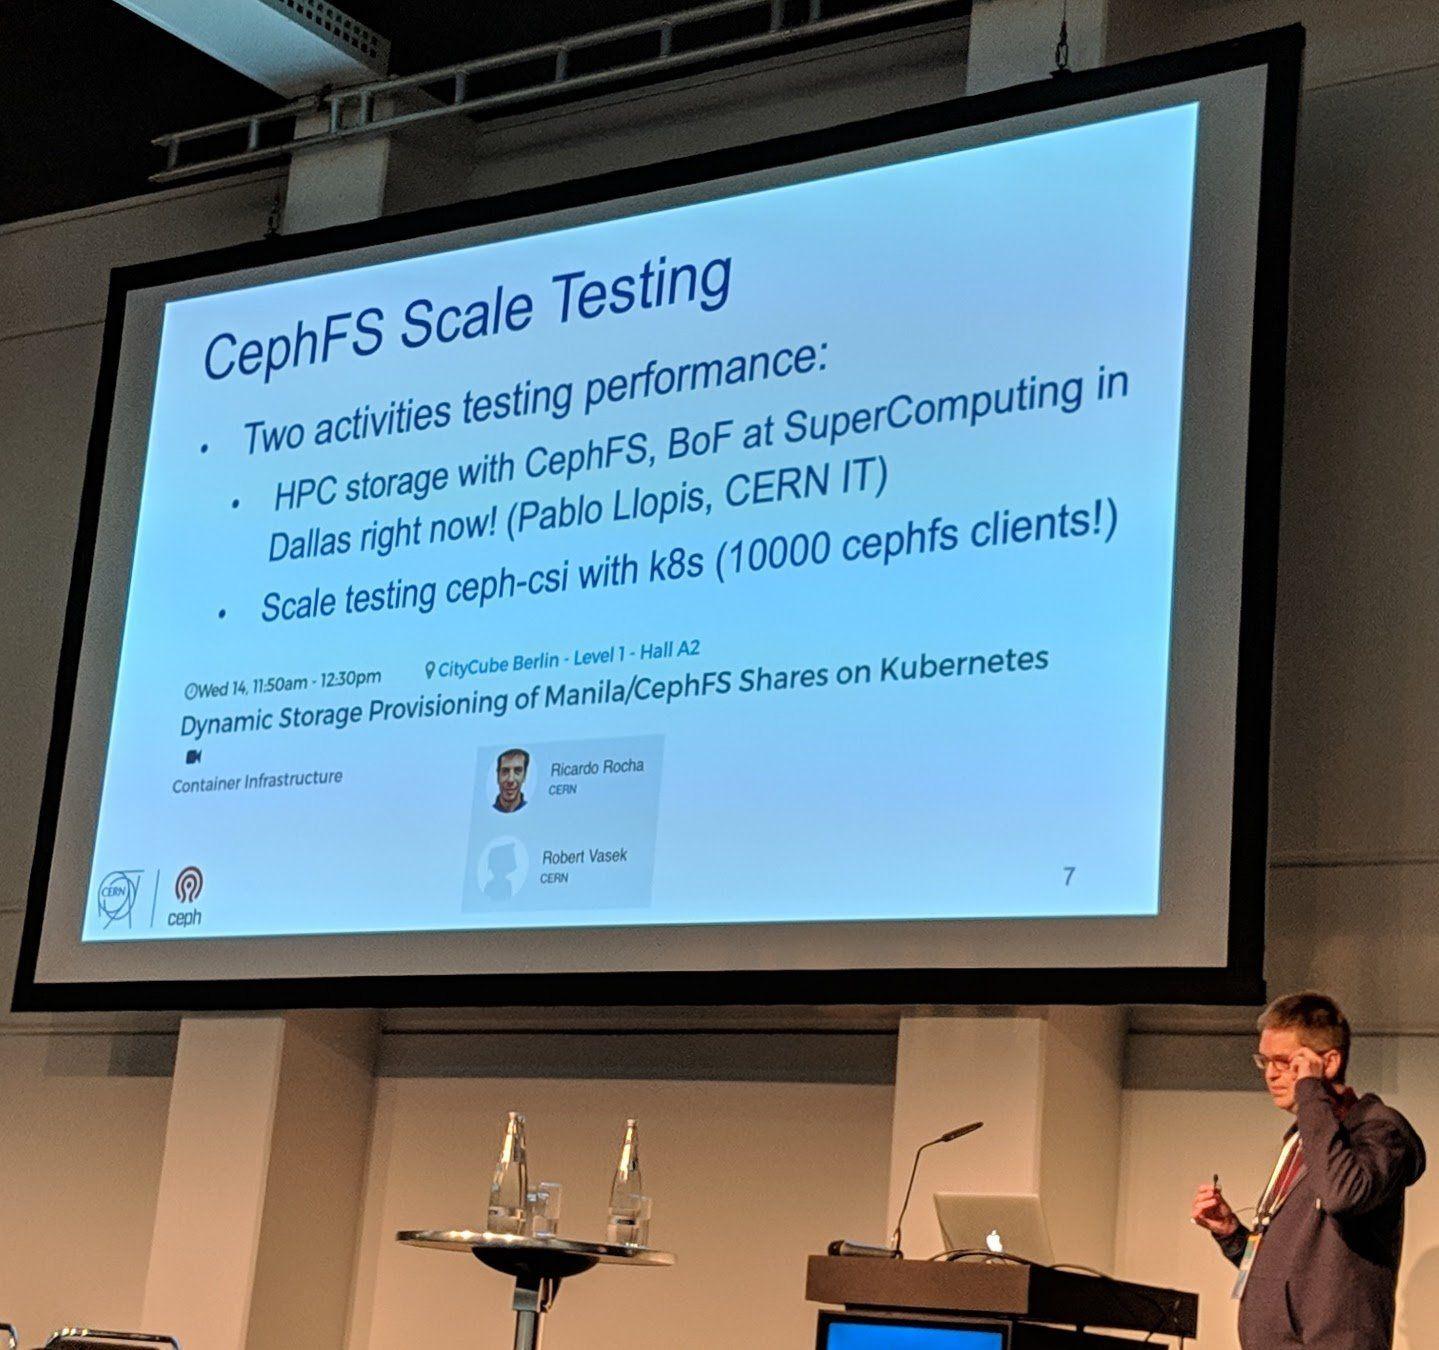 CephFS Scale Testing
• Two activities testing performance:
• HPC storage with CephFS, BoF at SuperComputing in
Dallas right now! (Pablo Llopis, CERN IT)
• Scale testing ceph-csi with k8s (10000 cephfs clients!)
Wed 14, 11:50am - 12:30pm
CityCube Berlin - Level 1 - Hall A2
Dynamic Storage Provisioning of Manila/CephFS Shares on Kubernetes
Container Infrastructure
Ricardo Rocha
CERN
Robert Vasek
CERN
CERN
ceph
7